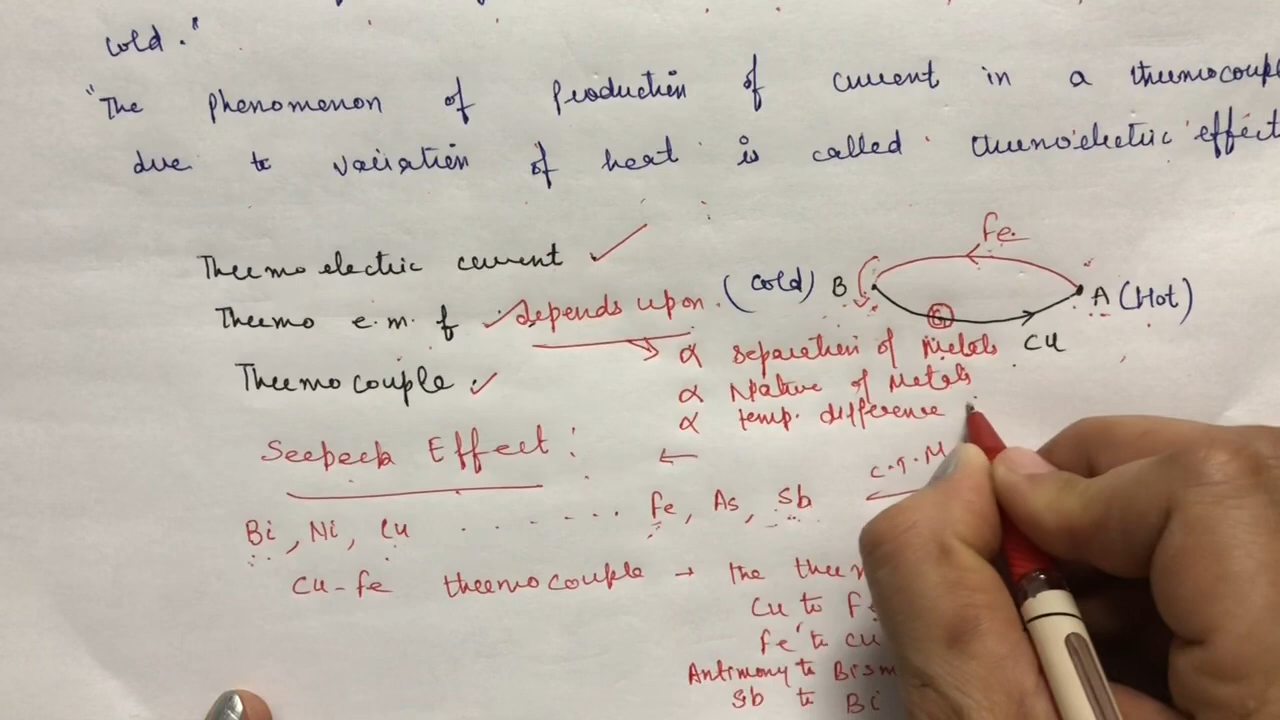 cold."
"The phenomenon of production of current in a thermocoupl
due to variation of heat is called thermoelectric effect
Thermo electric current
Thermo e.m.f depends upon.
Thermocouple
Fe
(cold) B
A (Hot)
G
Cu
α separation of Metals
α Nature of Metals
α temp. difference
Seebeck Effect :
C.T.M
Bi, Ni, Cu ....... Fe, As, Sb
Cu-Fe thermocouple → the ther
Cu to F
Fe to Cu
Antimony to Bism
Sb to Bi